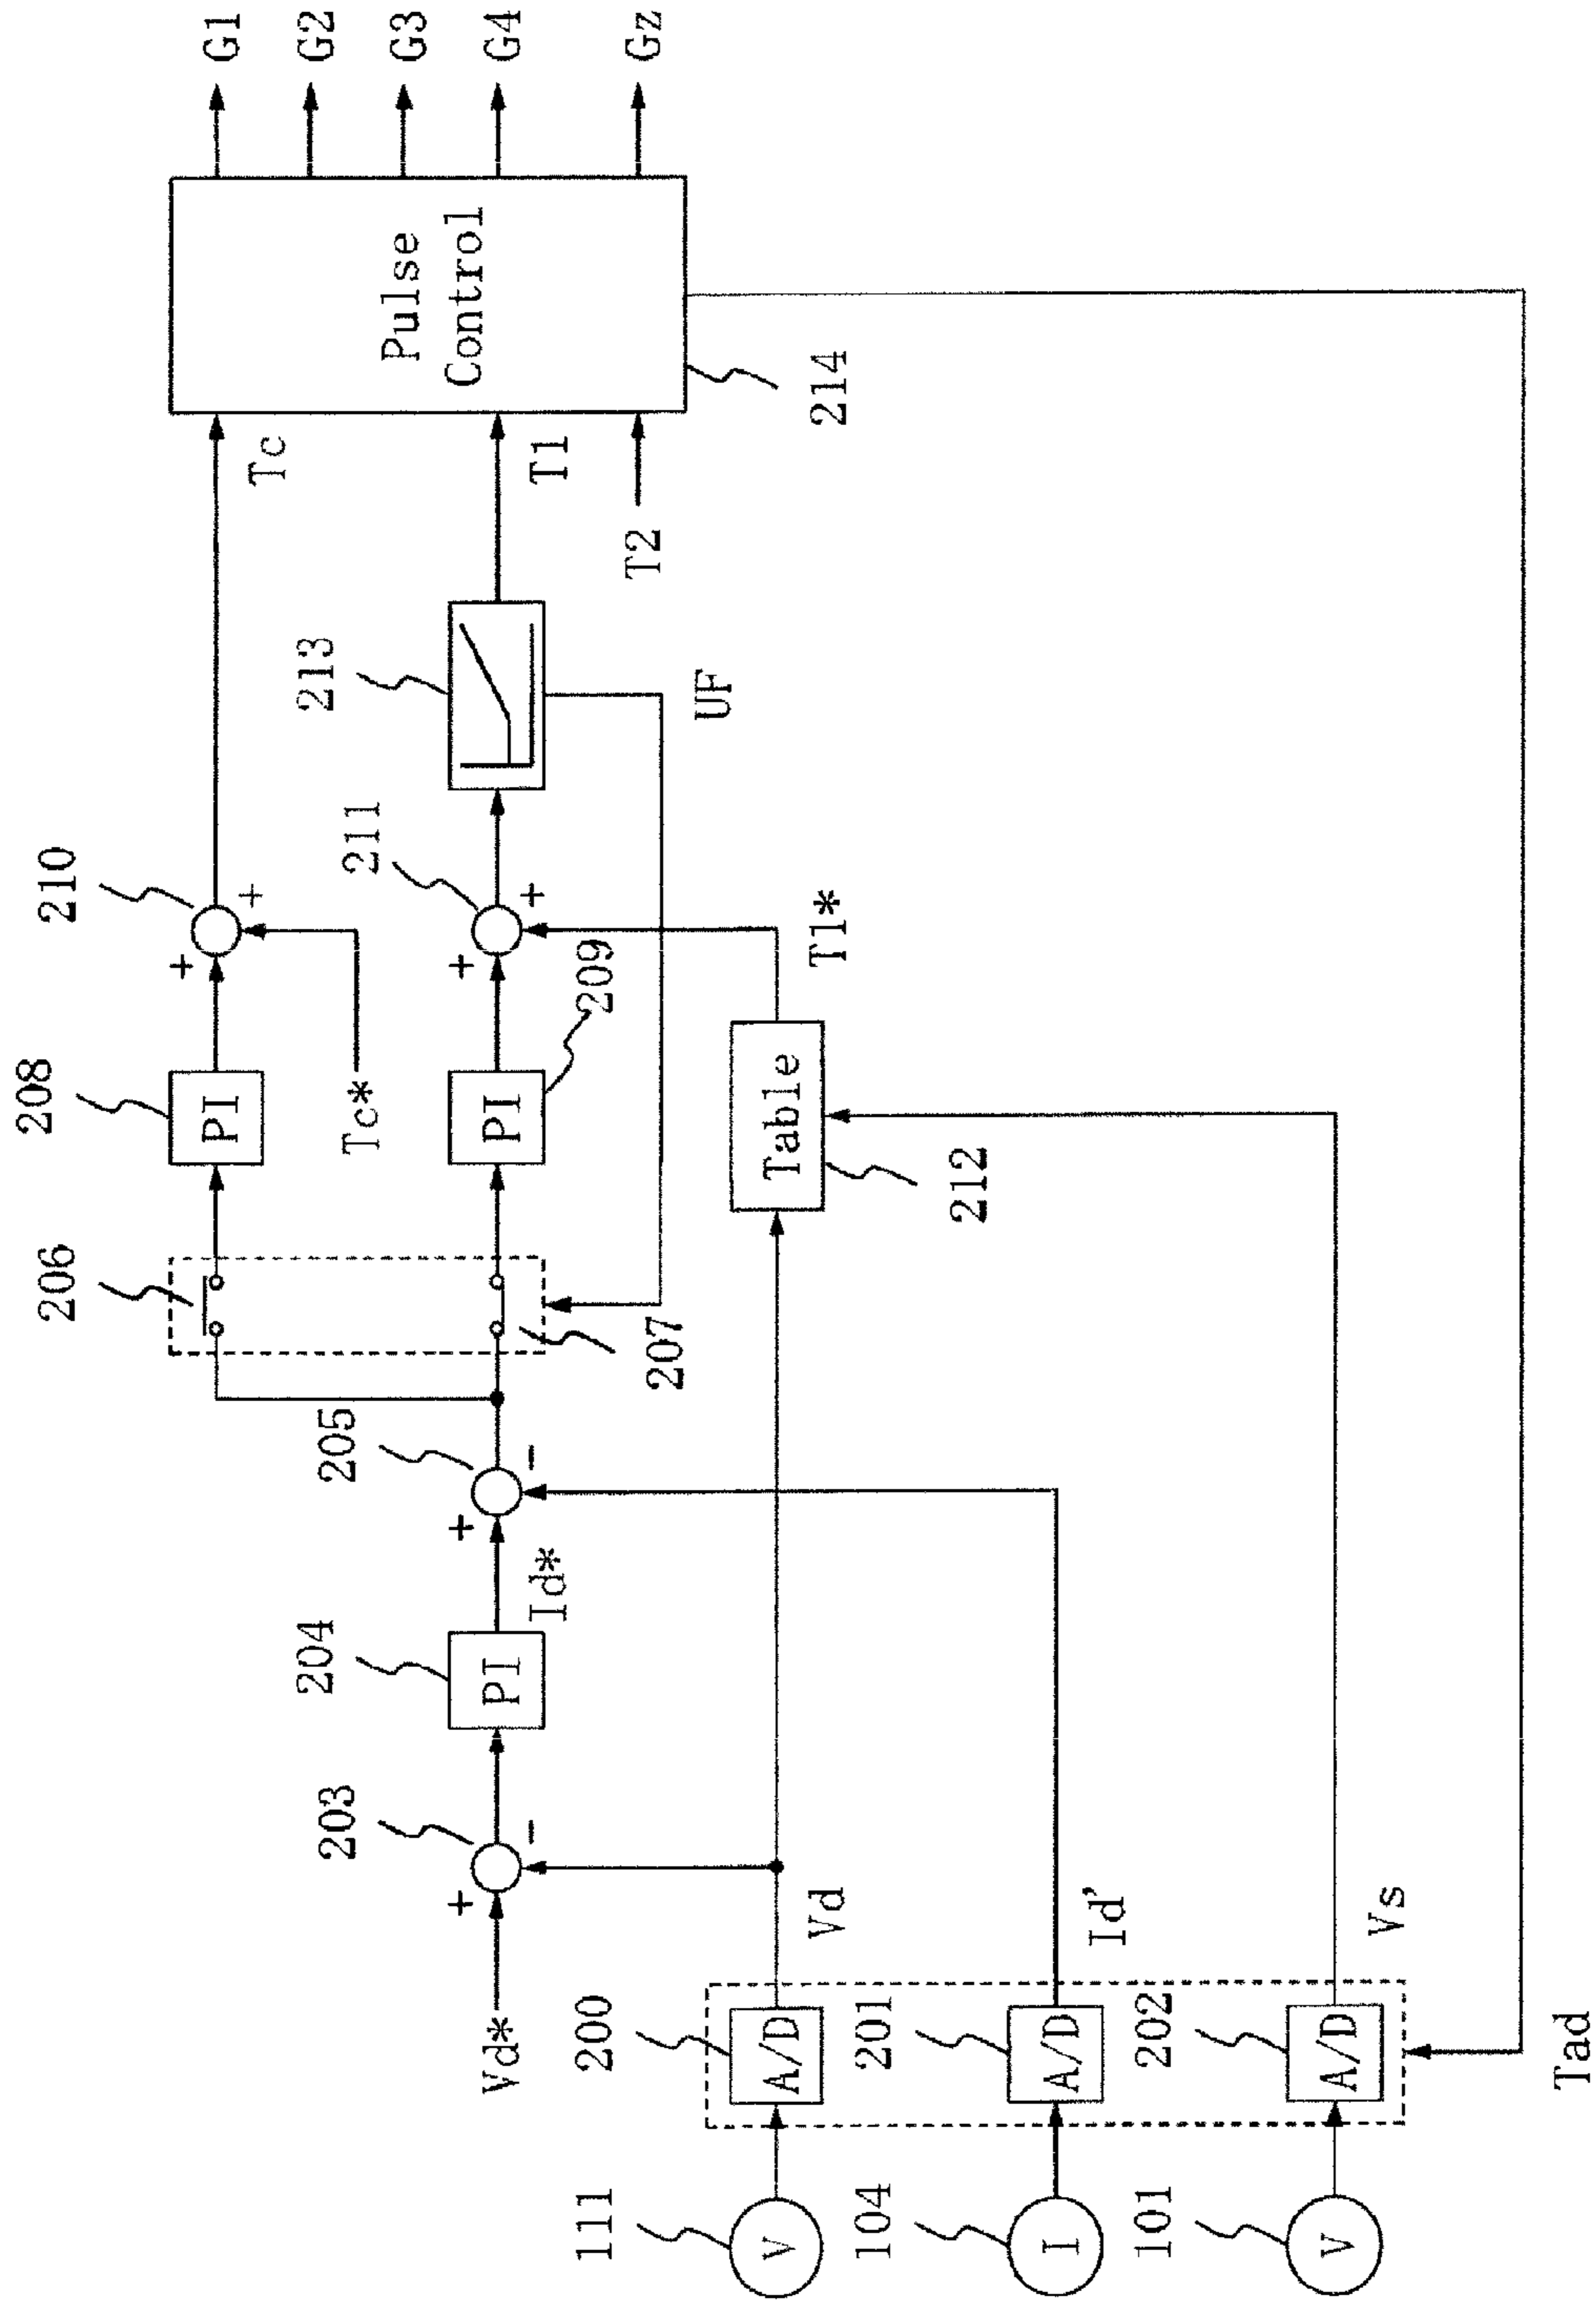 210
208
206
+
+
PI
Tc*
Tc
G1
G2
G3
G4
Gz
Pulse
Control
214
213
211
205
204
203
Vd*
+
-
PI
Id*
+
-
207
PI
209
+
+
T1
T2
UF
111
V
200
A/D
Vd
Table
212
T1*
104
I
201
A/D
Id'
101
V
202
A/D
Vs
Tad